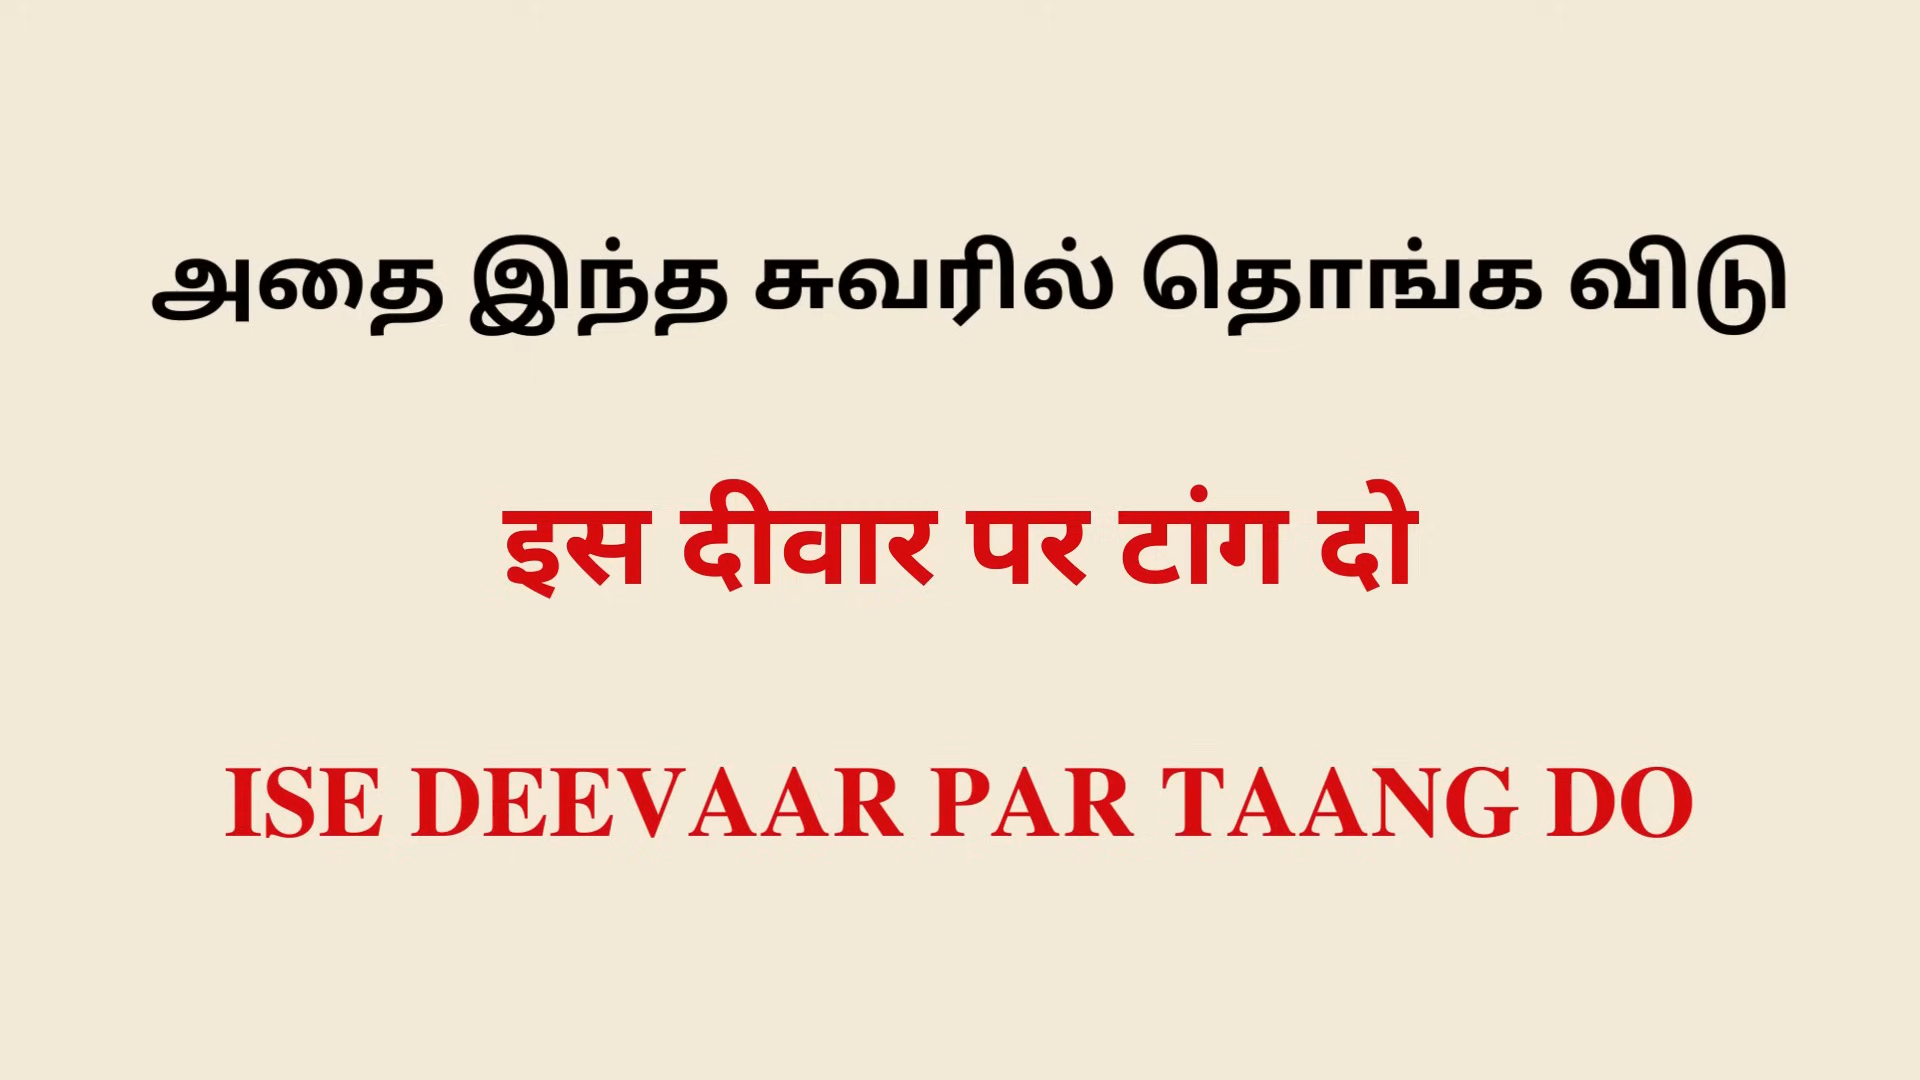 அதை இந்த சுவரில் தொங்க விடு
इस दीवार पर टांग दो
ISE DEEVAAR PAR TAANG DO